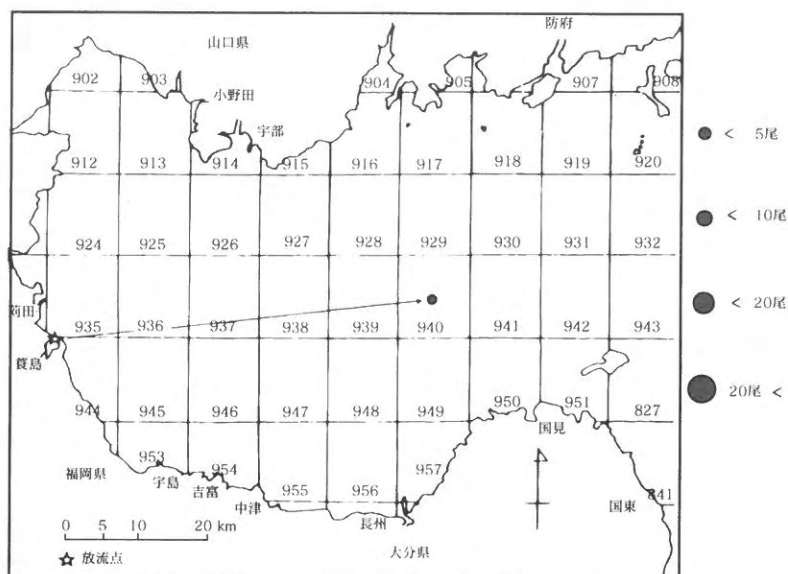 山口県
防府
902 903 904 905 907 908
小野田
宇部
912 913 914 915 916 917 918 919 920
924 925 926 927 928 929 930 931 932
苅田
935 936 937 938 939 940 941 942 943
蓑島
944 945 946 947 948 949 950 951 827
国見
福岡県
953 954 955 956 957 841
宇島
吉富
中津
長州
国東
大分県
0 5 10 20 km
☆ 放流点
< 5尾
< 10尾
< 20尾
20尾 <